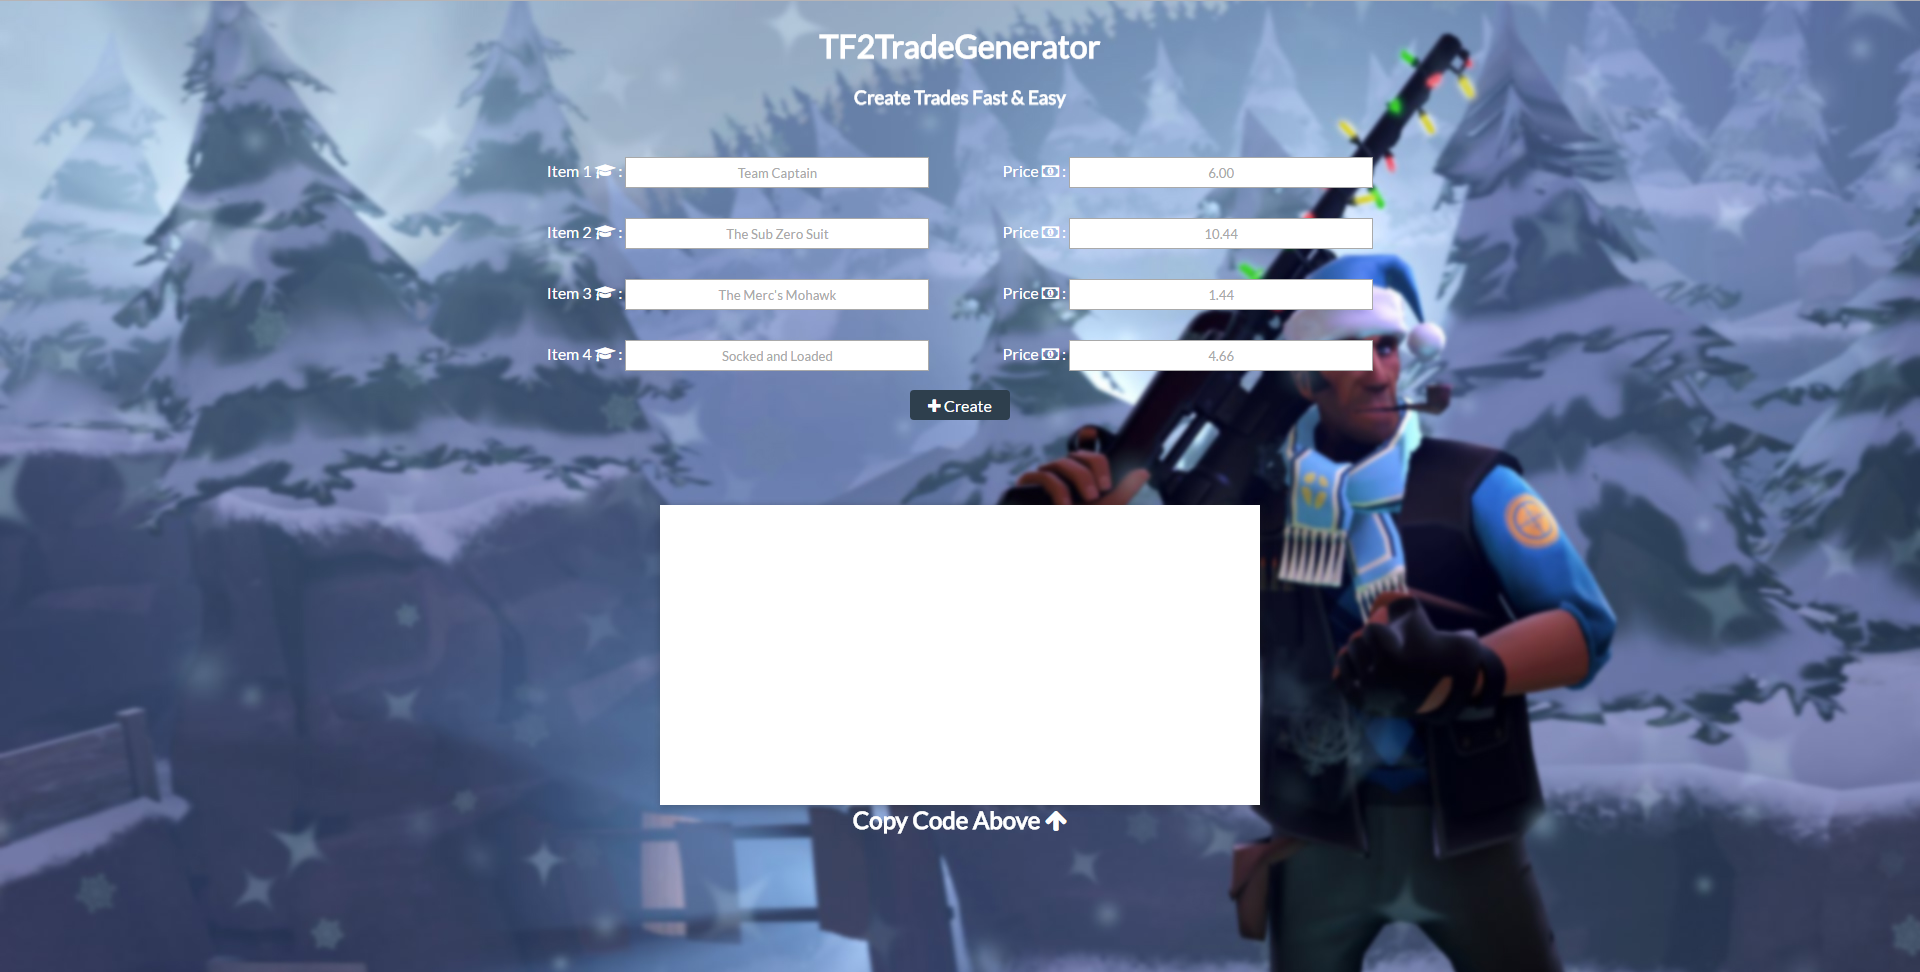 TF2TradeGenerator
Create Trades Fast & Easy
Item 1 : Team Captain Price : 6.00
Item 2 : The Sub Zero Suit Price : 10.44
Item 3 : The Merc's Mohawk Price : 1.44
Item 4 : Socked and Loaded Price : 4.66
Create
Copy Code Above